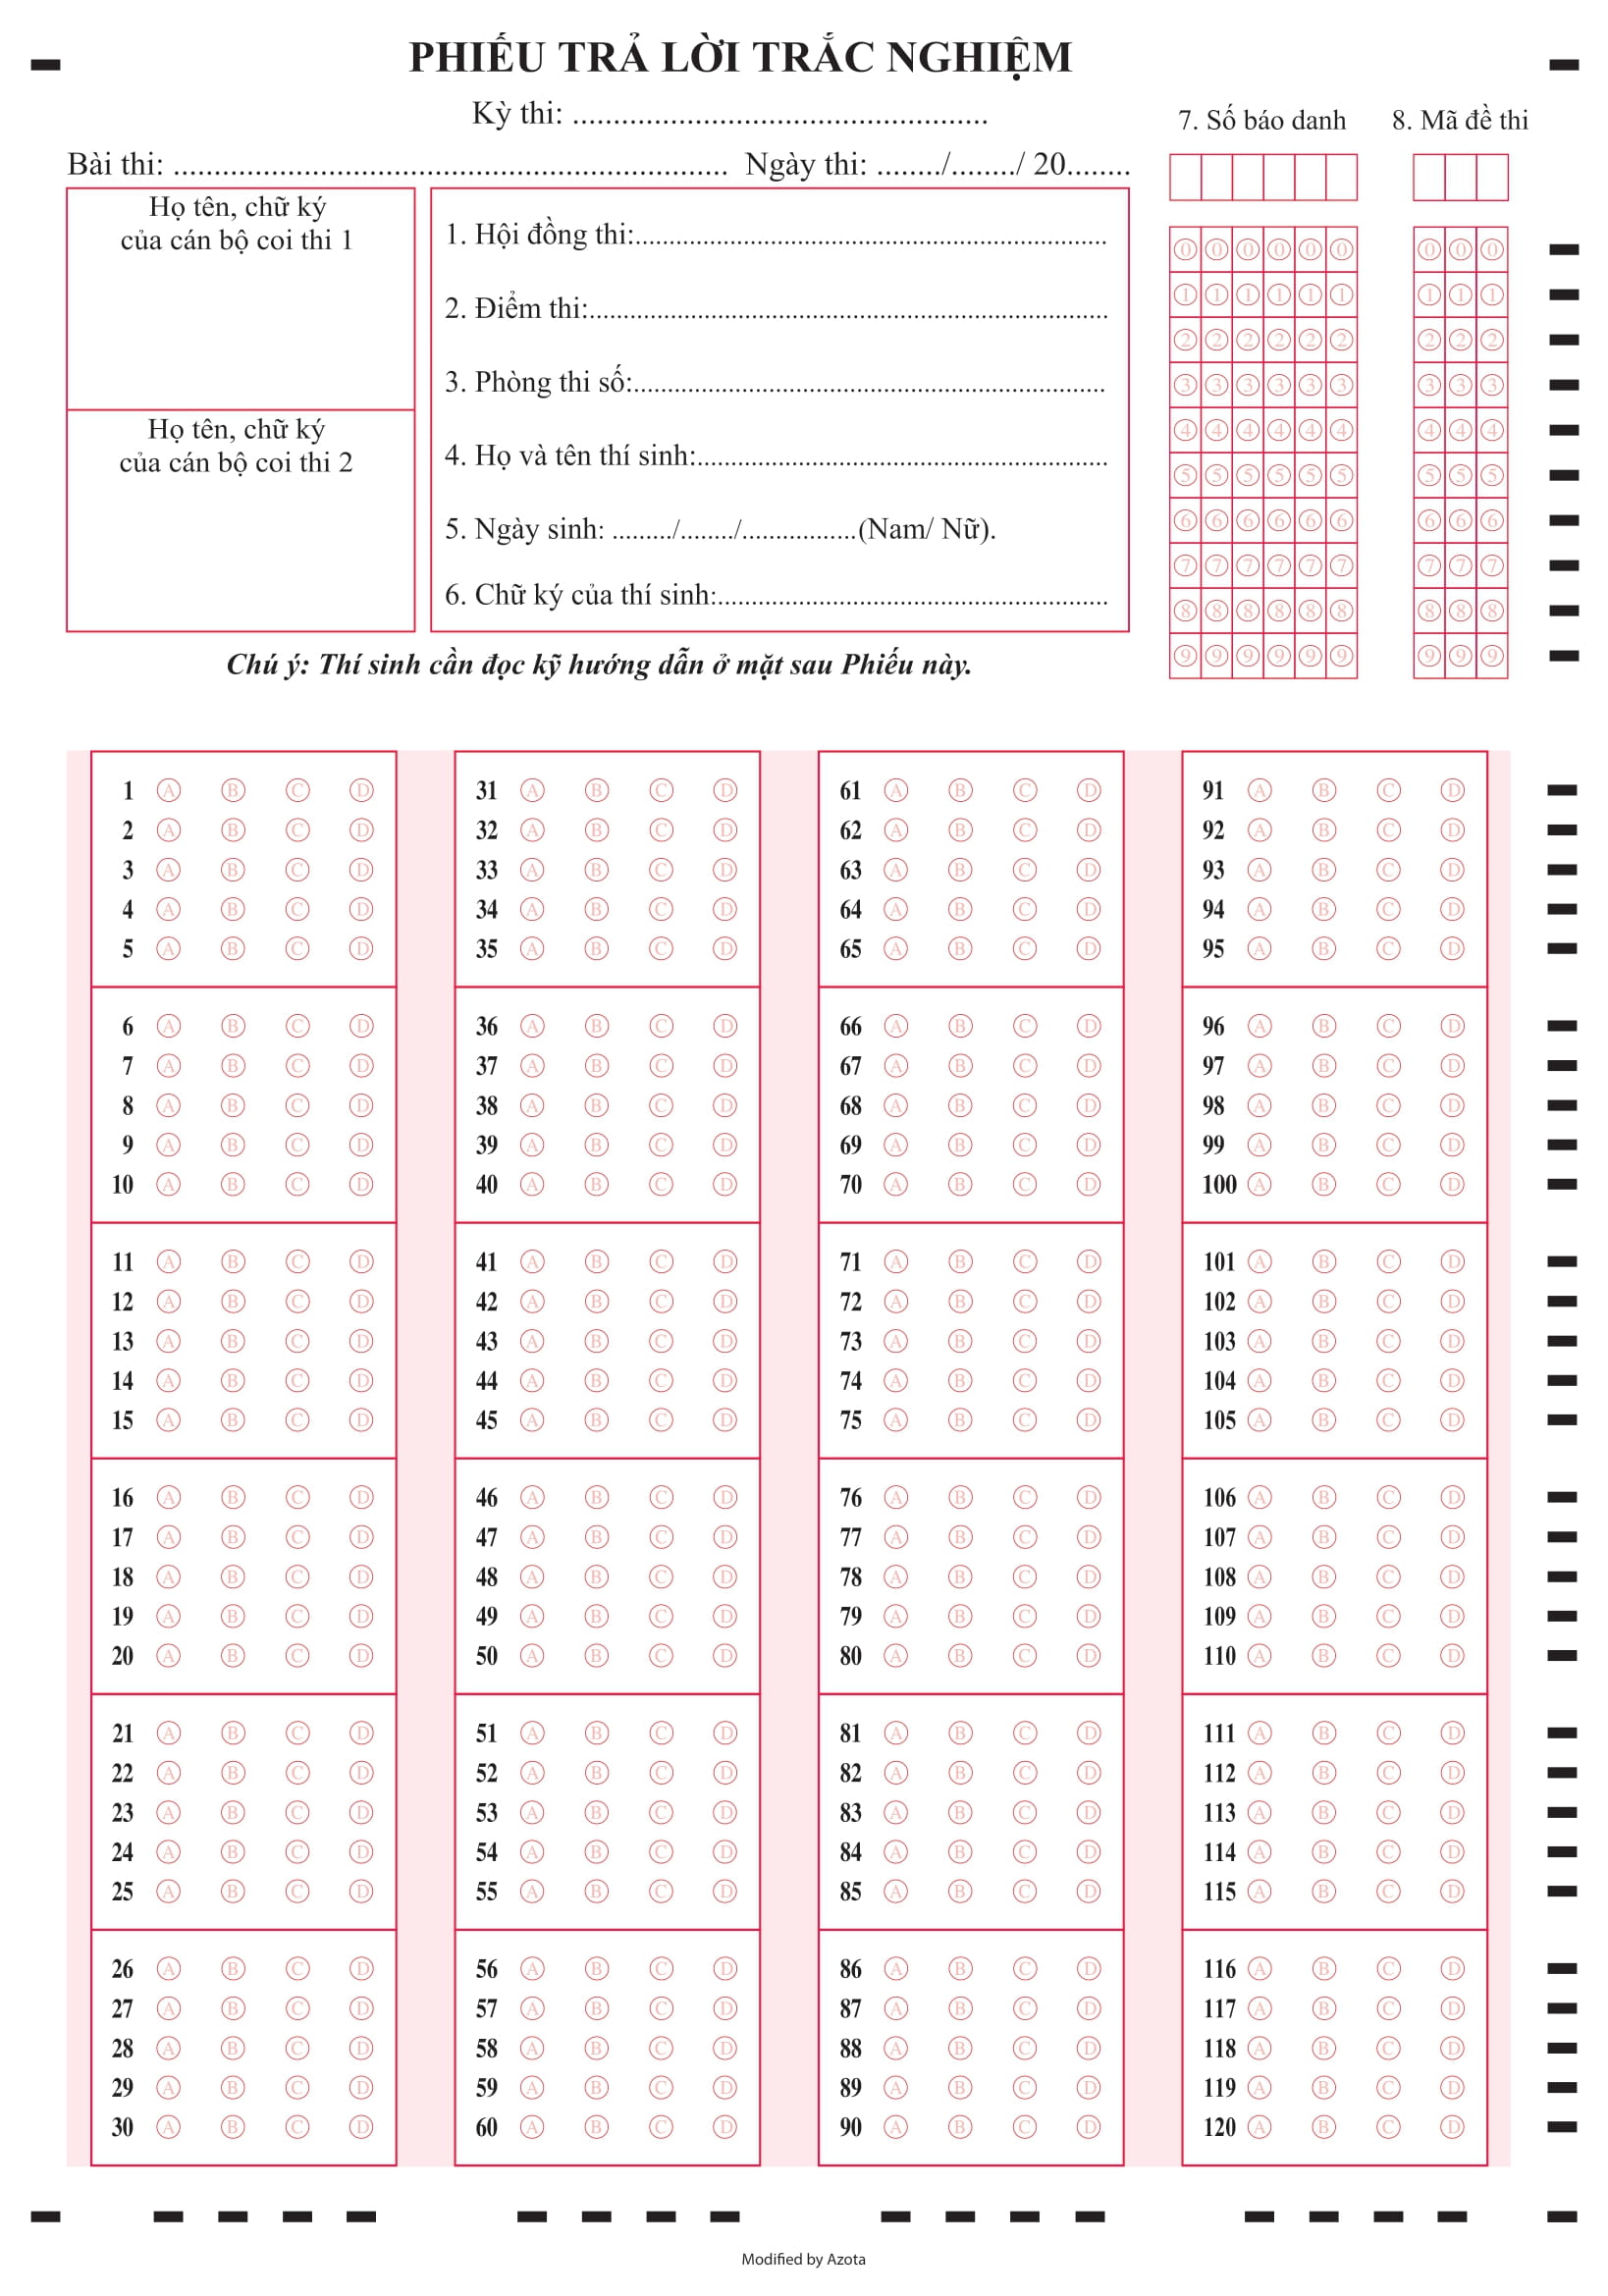 PHIẾU TRẢ LỜI TRẮC NGHIỆM
Kỳ thi: ...................................................
Bài thi: .................................................................... Ngày thi: ......../......../ 20........
7. Số báo danh
8. Mã đề thi
Họ tên, chữ ký
của cán bộ coi thi 1
Họ tên, chữ ký
của cán bộ coi thi 2
1. Hội đồng thi:......................................................................
2. Điểm thi:.............................................................................
3. Phòng thi số:......................................................................
4. Họ và tên thí sinh:.............................................................
5. Ngày sinh: ........./......../.................(Nam/ Nữ).
6. Chữ ký của thí sinh:..........................................................
0 0 0 0 0 0 0 0 0
1 1 1 1 1 1 1 1 1
2 2 2 2 2 2 2 2 2
3 3 3 3 3 3 3 3 3
4 4 4 4 4 4 4 4 4
5 5 5 5 5 5 5 5 5
6 6 6 6 6 6 6 6 6
7 7 7 7 7 7 7 7 7
8 8 8 8 8 8 8 8 8
9 9 9 9 9 9 9 9 9
Chú ý: Thí sinh cần đọc kỹ hướng dẫn ở mặt sau Phiếu này.
1 A B C D 31 A B C D 61 A B C D 91 A B C D
2 A B C D 32 A B C D 62 A B C D 92 A B C D
3 A B C D 33 A B C D 63 A B C D 93 A B C D
4 A B C D 34 A B C D 64 A B C D 94 A B C D
5 A B C D 35 A B C D 65 A B C D 95 A B C D
6 A B C D 36 A B C D 66 A B C D 96 A B C D
7 A B C D 37 A B C D 67 A B C D 97 A B C D
8 A B C D 38 A B C D 68 A B C D 98 A B C D
9 A B C D 39 A B C D 69 A B C D 99 A B C D
10 A B C D 40 A B C D 70 A B C D 100 A B C D
11 A B C D 41 A B C D 71 A B C D 101 A B C D
12 A B C D 42 A B C D 72 A B C D 102 A B C D
13 A B C D 43 A B C D 73 A B C D 103 A B C D
14 A B C D 44 A B C D 74 A B C D 104 A B C D
15 A B C D 45 A B C D 75 A B C D 105 A B C D
16 A B C D 46 A B C D 76 A B C D 106 A B C D
17 A B C D 47 A B C D 77 A B C D 107 A B C D
18 A B C D 48 A B C D 78 A B C D 108 A B C D
19 A B C D 49 A B C D 79 A B C D 109 A B C D
20 A B C D 50 A B C D 80 A B C D 110 A B C D
21 A B C D 51 A B C D 81 A B C D 111 A B C D
22 A B C D 52 A B C D 82 A B C D 112 A B C D
23 A B C D 53 A B C D 83 A B C D 113 A B C D
24 A B C D 54 A B C D 84 A B C D 114 A B C D
25 A B C D 55 A B C D 85 A B C D 115 A B C D
26 A B C D 56 A B C D 86 A B C D 116 A B C D
27 A B C D 57 A B C D 87 A B C D 117 A B C D
28 A B C D 58 A B C D 88 A B C D 118 A B C D
29 A B C D 59 A B C D 89 A B C D 119 A B C D
30 A B C D 60 A B C D 90 A B C D 120 A B C D
Modified by Azota